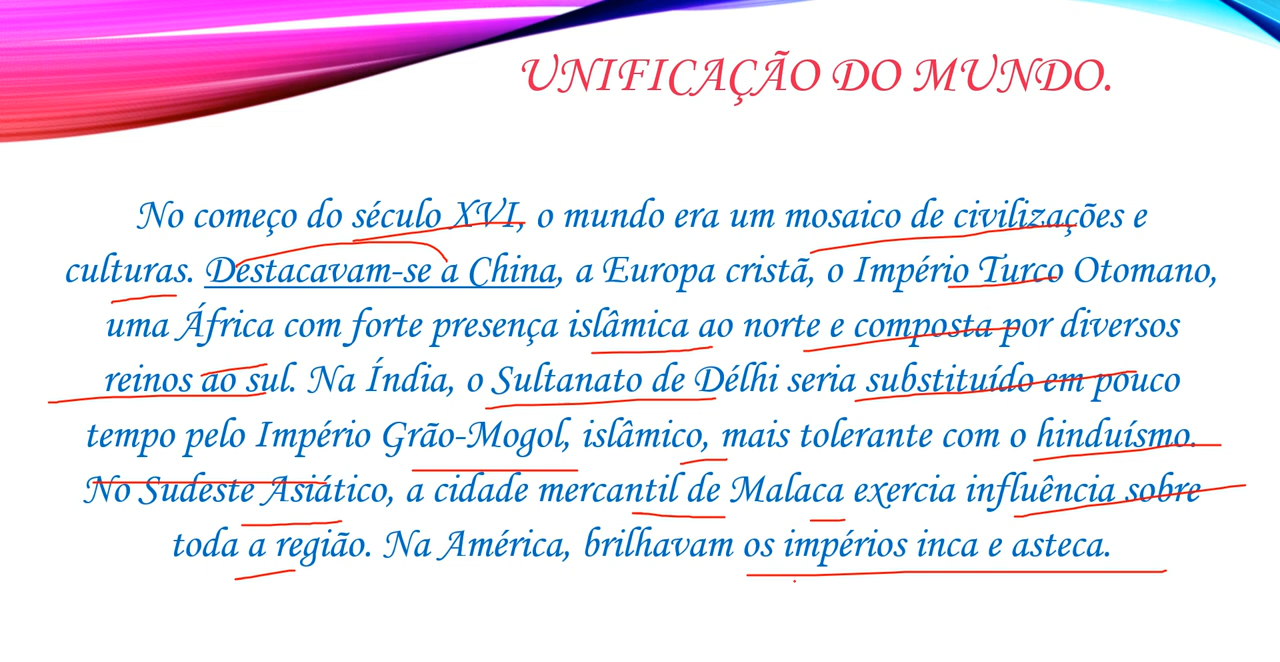 UNIFICAÇÃO DO MUNDO.
No começo do século XVI, o mundo era um mosaico de civilizações e
culturas. Destacavam-se a China, a Europa cristã, o Império Turco Otomano,
uma África com forte presença islâmica ao norte e composta por diversos
reinos ao sul. Na Índia, o Sultanato de Délhi seria substituído em pouco
tempo pelo Império Grão-Mogol, islâmico, mais tolerante com o hinduísmo.
No Sudeste Asiático, a cidade mercantil de Malaca exercia influência sobre
toda a região. Na América, brilhavam os impérios inca e asteca.